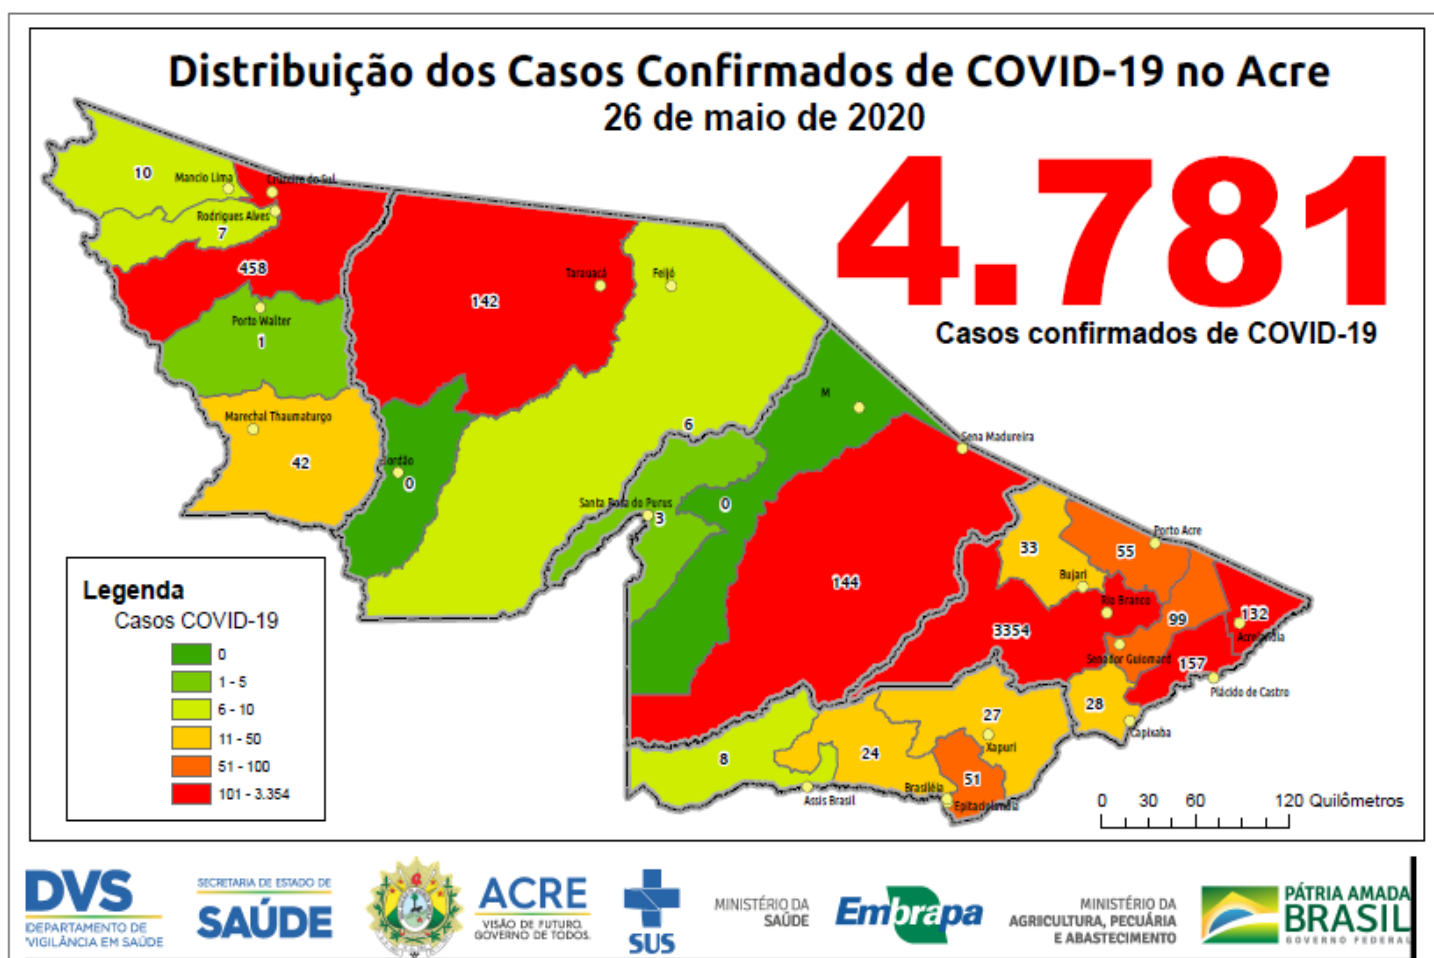 Distribuição dos Casos Confirmados de COVID-19 no Acre
26 de maio de 2020
4.781
Casos confirmados de COVID-19
10
Mancio Lima
Cruzeiro do Sul
Rodrigues Alves
7
458
Porto Walter
1
Marechal Thaumaturgo
42
142
Tarauacá
Feijó
Jordão
0
6
M
Santa Rosa do Purus
3
0
Sena Madureira
144
33
Bujari
55
Porto Acre
Rio Branco
3354
99
132
Acrelândia
Senador Guiomard
157
Plácido de Castro
28
Capixaba
27
Xapuri
24
8
Assis Brasil
Brasiléia
51
Epitaciolandia
Legenda
Casos COVID-19
0
1 - 5
6 - 10
11 - 50
51 - 100
101 - 3.354
0 30 60 120 Quilômetros
DVS
DEPARTAMENTO DE
VIGILÂNCIA EM SAÚDE
SECRETARIA DE ESTADO DE
SAÚDE
ACRE
VISÃO DE FUTURO.
GOVERNO DE TODOS.
SUS
MINISTÉRIO DA
SAÚDE
Embrapa
MINISTÉRIO DA
AGRICULTURA, PECUÁRIA
E ABASTECIMENTO
PÁTRIA AMADA
BRASIL
GOVERNO FEDERAL